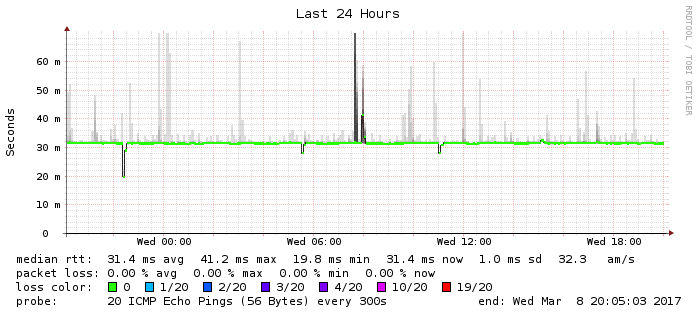 Last 24 Hours
RRDTOOL / TOBI OETIKER
Seconds
60 m
50 m
40 m
30 m
20 m
10 m
0
Wed 00:00 Wed 06:00 Wed 12:00 Wed 18:00
median rtt: 31.4 ms avg 41.2 ms max 19.8 ms min 31.4 ms now 1.0 ms sd 32.3 am/s
packet loss: 0.00 % avg 0.00 % max 0.00 % min 0.00 % now
loss color: 0 1/20 2/20 3/20 4/20 10/20 19/20
probe: 20 ICMP Echo Pings (56 Bytes) every 300s end: Wed Mar 8 20:05:03 2017